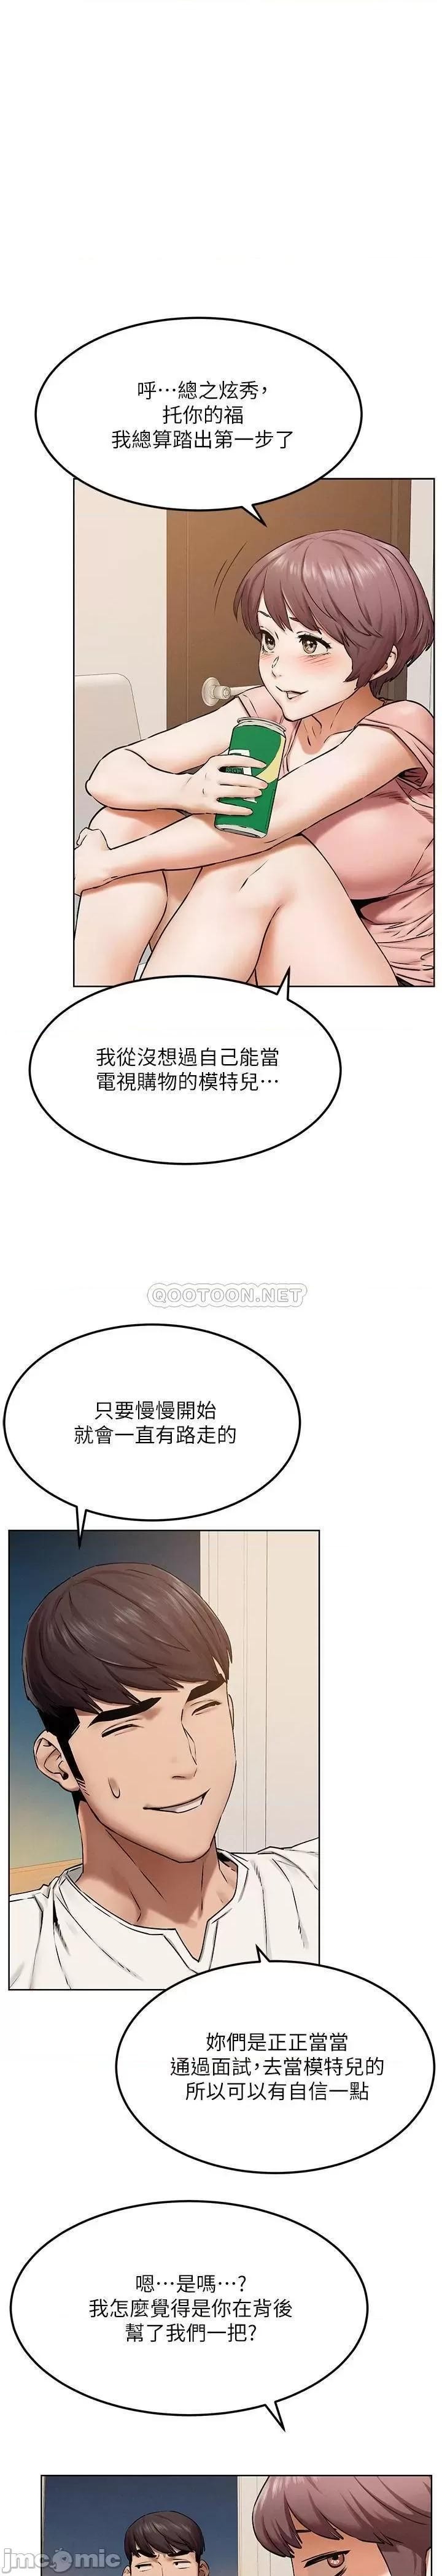 呼…總之炫秀,
托你的福
我總算踏出第一步了
我從沒想過自己能當
電視購物的模特兒…
QOOTOON.NET
只要慢慢開始
就會一直有路走的
妳們是正正當當
通過面試,去當模特兒的
所以可以有自信一點
嗯…是嗎…?
我怎麼覺得是你在背後
幫了我們一把?
jmcomic